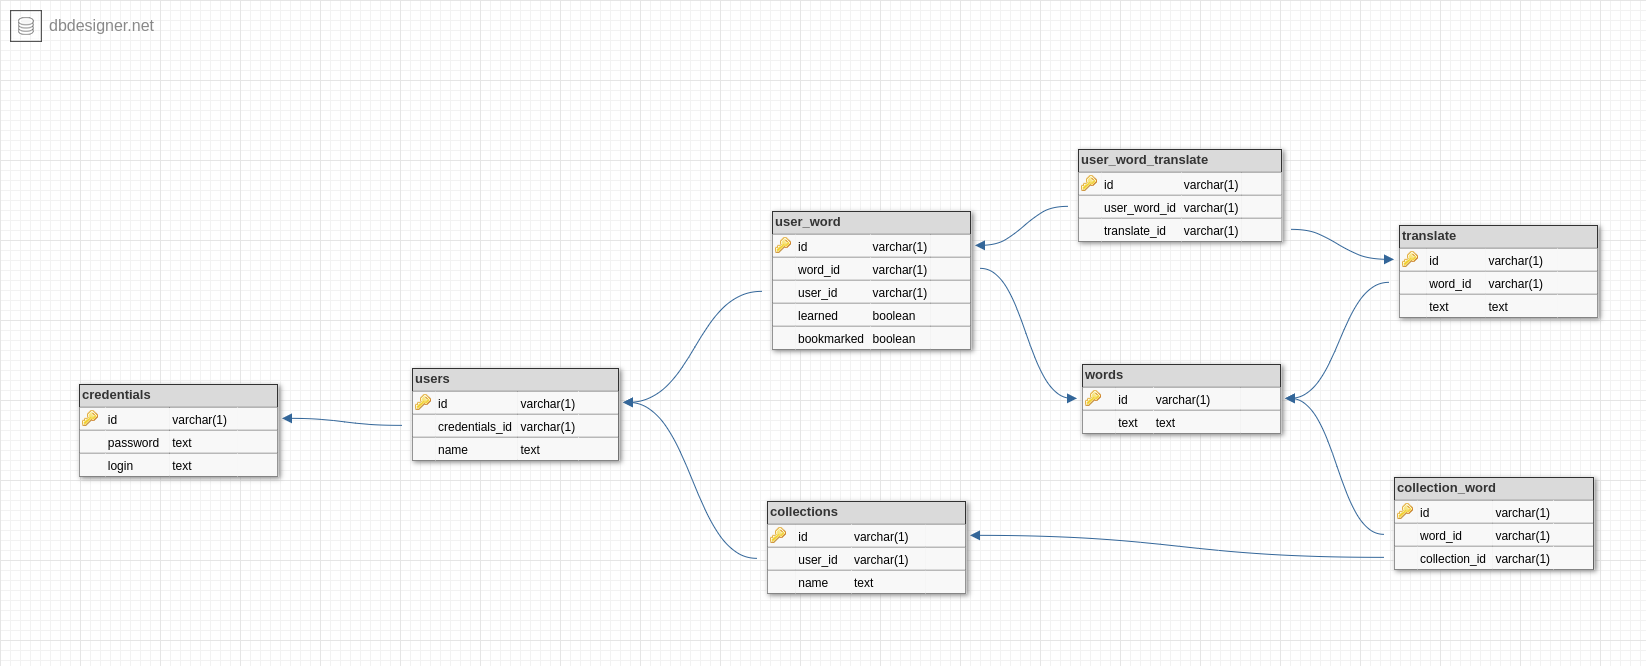 dbdesigner.net
user_word_translate
id varchar(1)
user_word_id varchar(1)
translate_id varchar(1)
user_word
id varchar(1)
word_id varchar(1)
user_id varchar(1)
learned boolean
bookmarked boolean
translate
id varchar(1)
word_id varchar(1)
text text
credentials
id varchar(1)
password text
login text
users
id varchar(1)
credentials_id varchar(1)
name text
words
id varchar(1)
text text
collections
id varchar(1)
user_id varchar(1)
name text
collection_word
id varchar(1)
word_id varchar(1)
collection_id varchar(1)